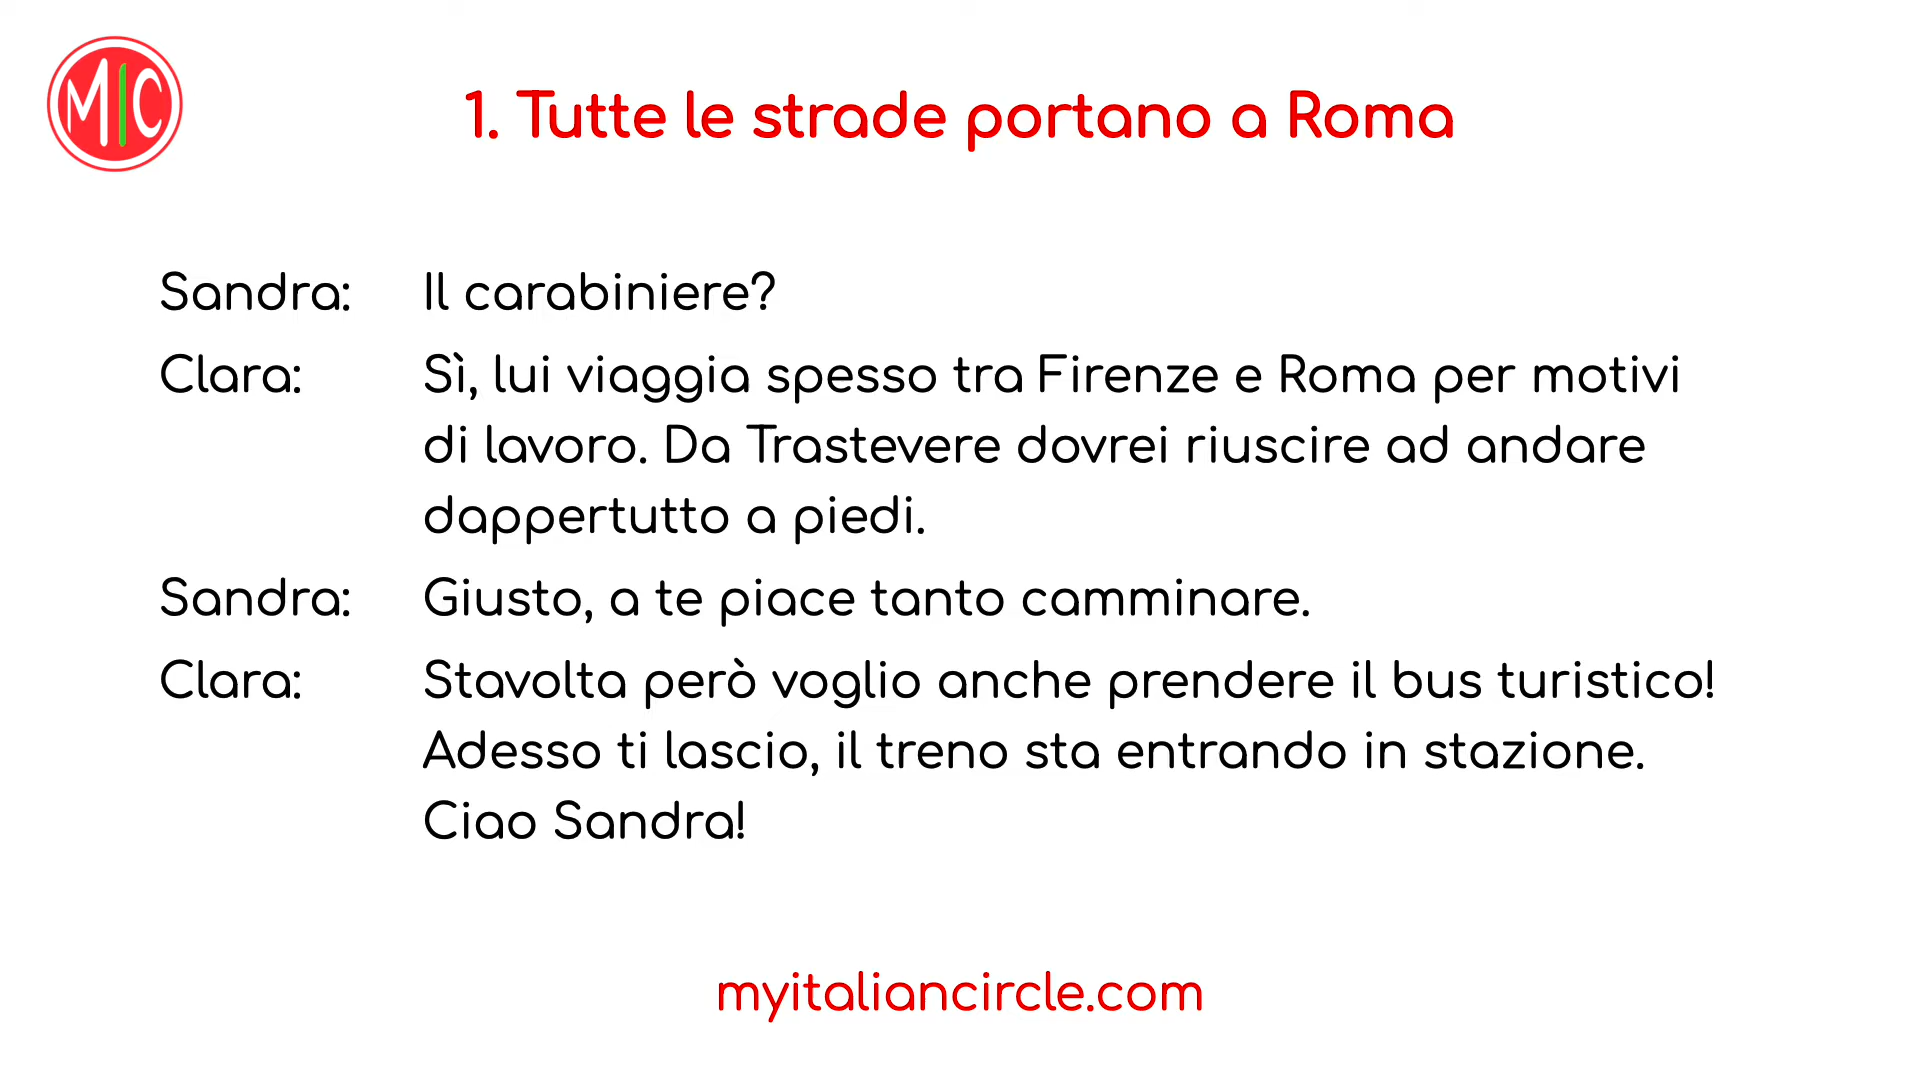 MIC
1. Tutte le strade portano a Roma
Sandra: Il carabiniere?
Clara: Sì, lui viaggia spesso tra Firenze e Roma per motivi
di lavoro. Da Trastevere dovrei riuscire ad andare
dappertutto a piedi.
Sandra: Giusto, a te piace tanto camminare.
Clara: Stavolta però voglio anche prendere il bus turistico!
Adesso ti lascio, il treno sta entrando in stazione.
Ciao Sandra!
myitaliancircle.com